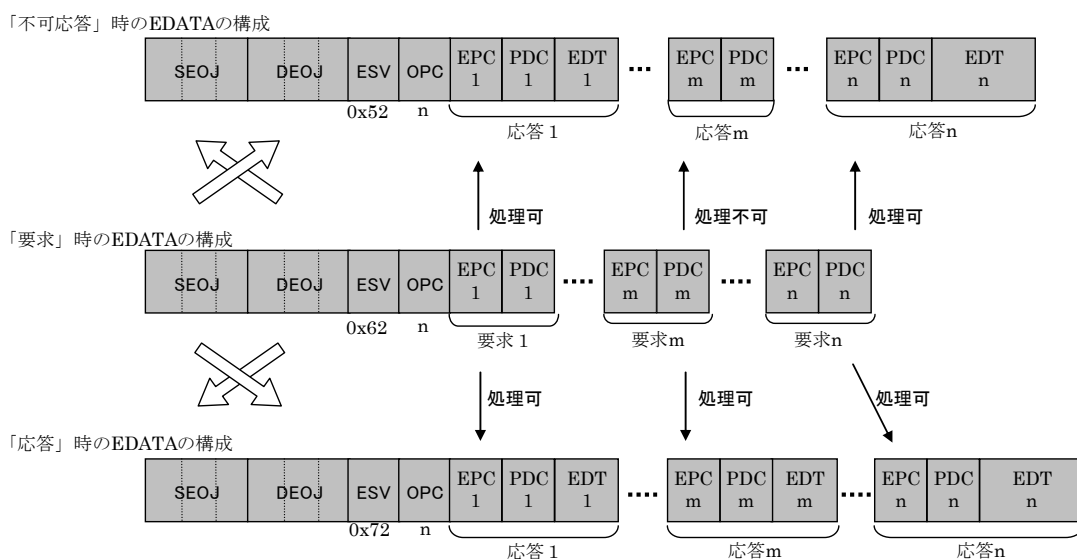 「不可応答」時のEDATAの構成
SEOJ DEOJ ESV OPC EPC 1 PDC 1 EDT 1 ... EPC m PDC m ... EPC n PDC n EDT n
0x52 n 応答１ 応答m 応答n
処理可 処理不可 処理可
「要求」時のEDATAの構成
SEOJ DEOJ ESV OPC EPC 1 PDC 1 .... EPC m PDC m .... EPC n PDC n
0x62 n 要求１ 要求m 要求n
処理可 処理可 処理可
「応答」時のEDATAの構成
SEOJ DEOJ ESV OPC EPC 1 PDC 1 EDT 1 .... EPC m PDC m EDT m .... EPC n PDC n EDT n
0x72 n 応答１ 応答m 応答n